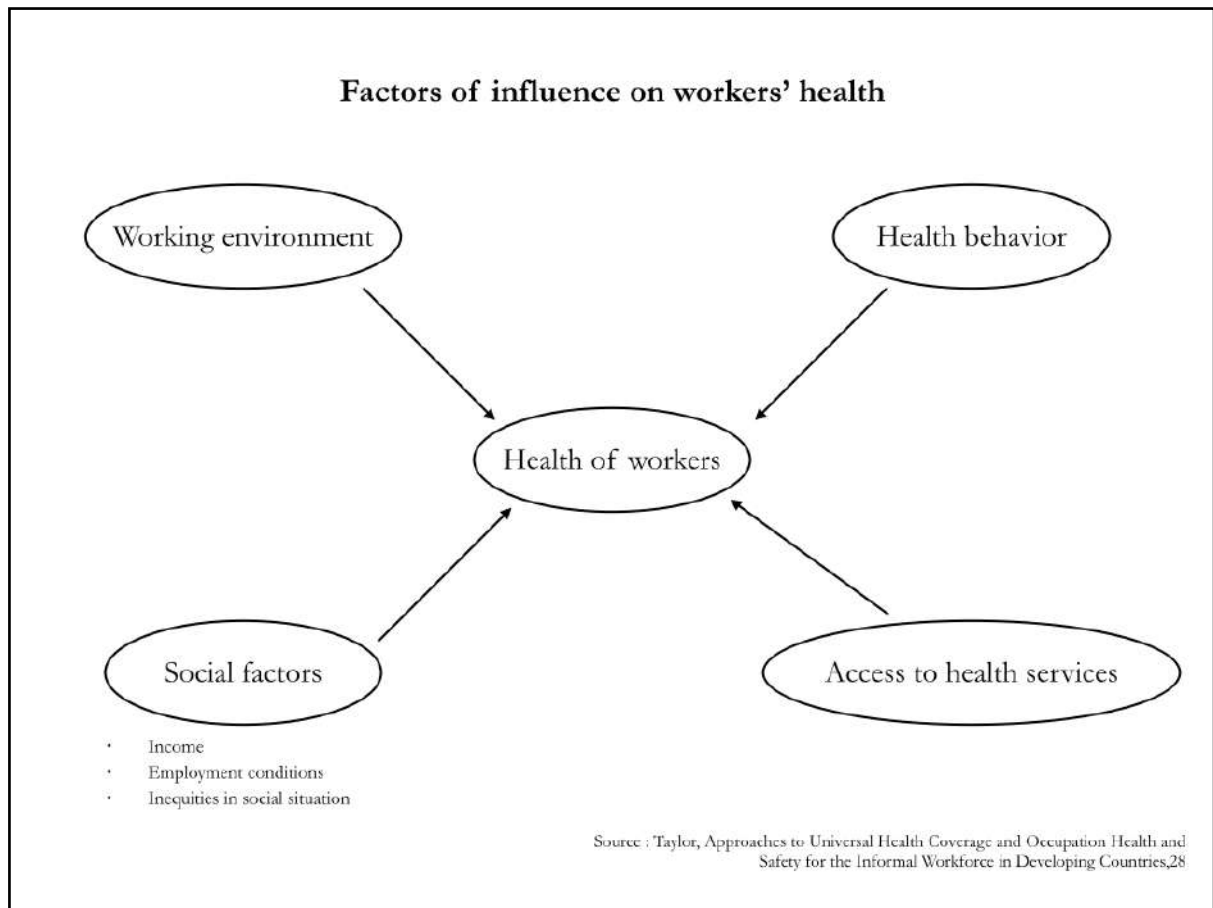 Factors of influence on workers' health
Working environment
Health behavior
Health of workers
Social factors
Access to health services
· Income
· Employment conditions
· Inequities in social situation
Source : Taylor, Approaches to Universal Health Coverage and Occupation Health and
Safety for the Informal Workforce in Developing Countries,28